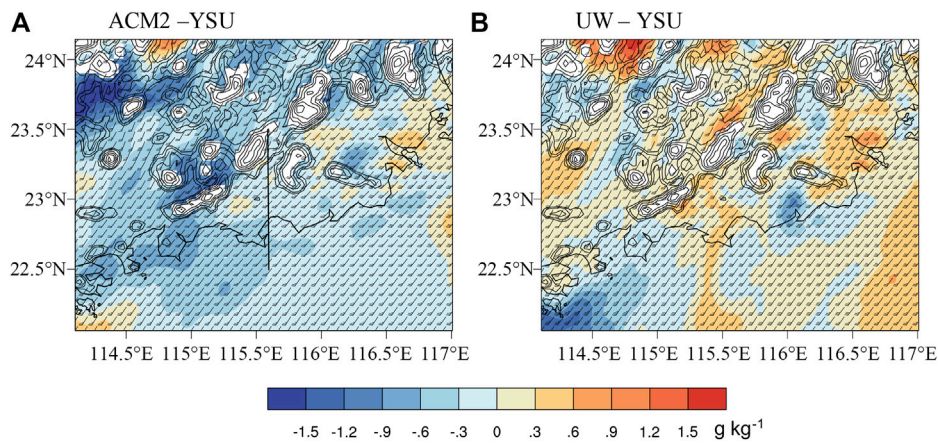 A ACM2 –YSU B UW – YSU
24°N 24°N
23.5°N 23.5°N
23°N 23°N
22.5°N 22.5°N
114.5°E 115°E 115.5°E 116°E 116.5°E 117°E 114.5°E 115°E 115.5°E 116°E 116.5°E 117°E
-1.5 -1.2 -.9 -.6 -.3 0 .3 .6 .9 1.2 1.5 g kg-1